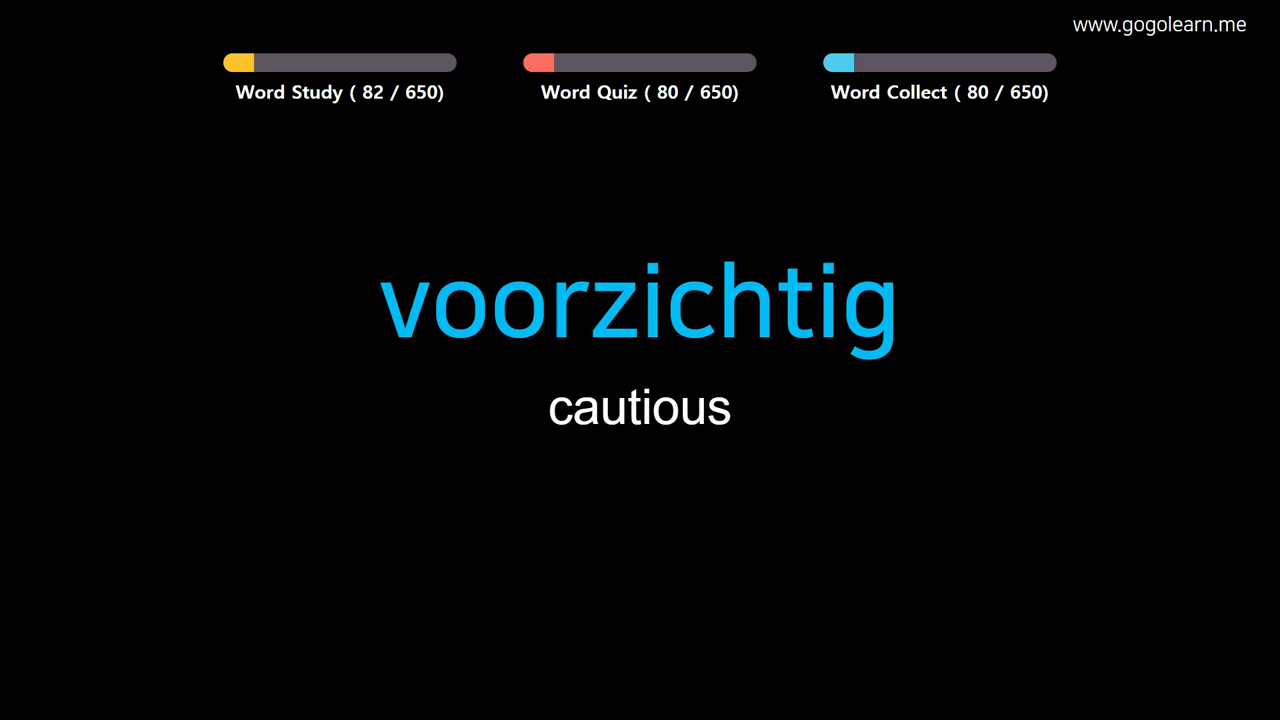 www.gogolearn.me
Word Study ( 82 / 650)
Word Quiz ( 80 / 650)
Word Collect ( 80 / 650)
voorzichtig
cautious